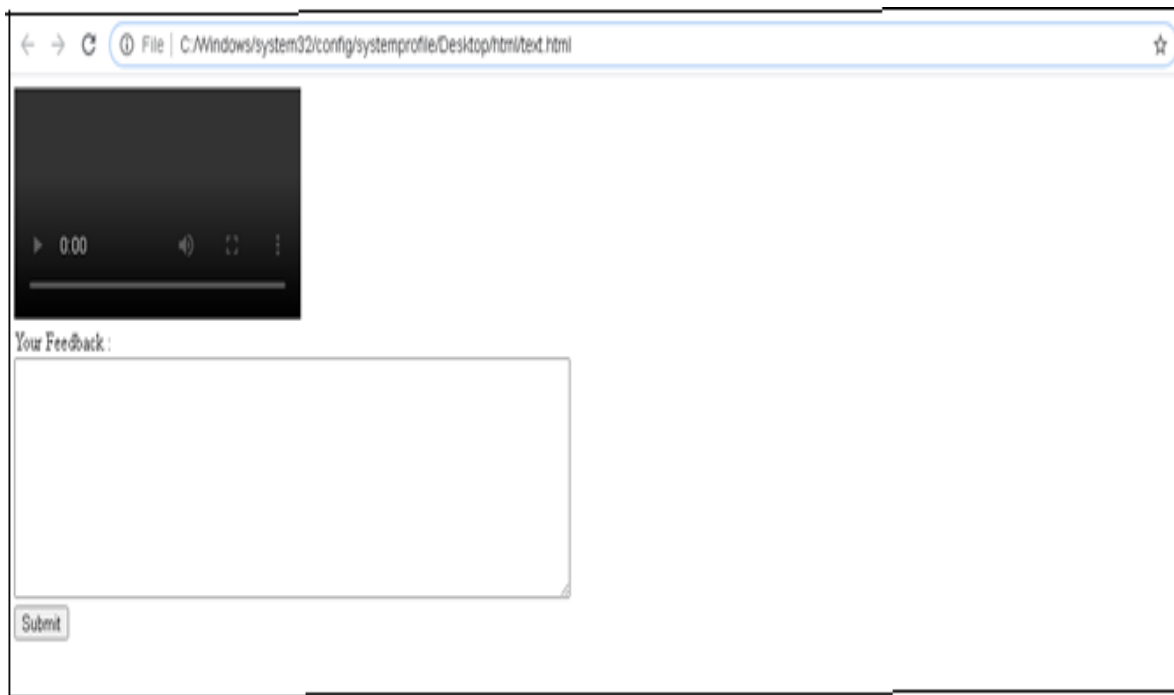 File | C:/Windows/system32/config/systemprofile/Desktop/html/text.html
0:00
Your Feedback :
Submit